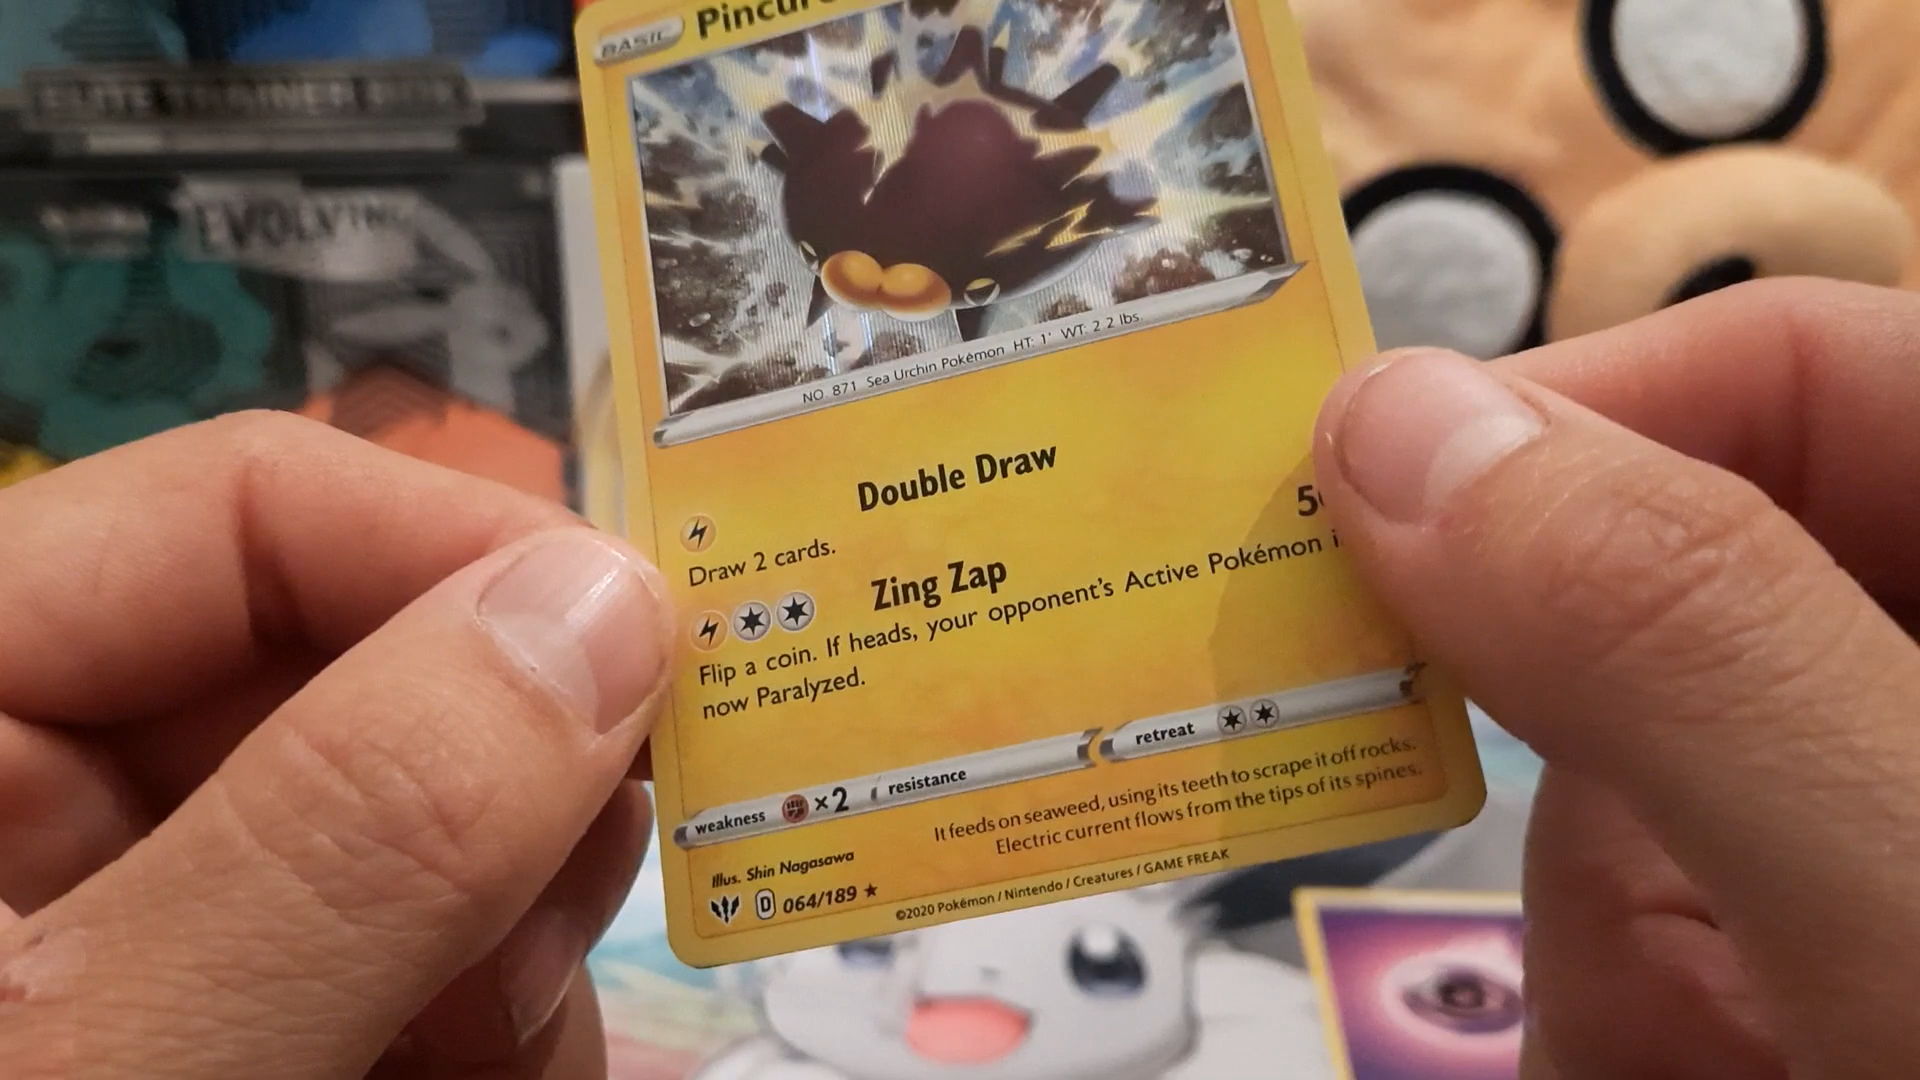 ELITE TRAINER BOX
EVOLVING
BASIC Pincur
NO 871 Sea Urchin Pokémon HT: 1' WT: 2.2 lbs.
Double Draw
Draw 2 cards.
Zing Zap 5
Flip a coin. If heads, your opponent's Active Pokémon i
now Paralyzed.
weakness ×2 resistance retreat
It feeds on seaweed, using its teeth to scrape it off rocks.
Electric current flows from the tips of its spines.
Illus. Shin Nagasawa
D 064/189 ★
©2020 Pokémon / Nintendo / Creatures / GAME FREAK